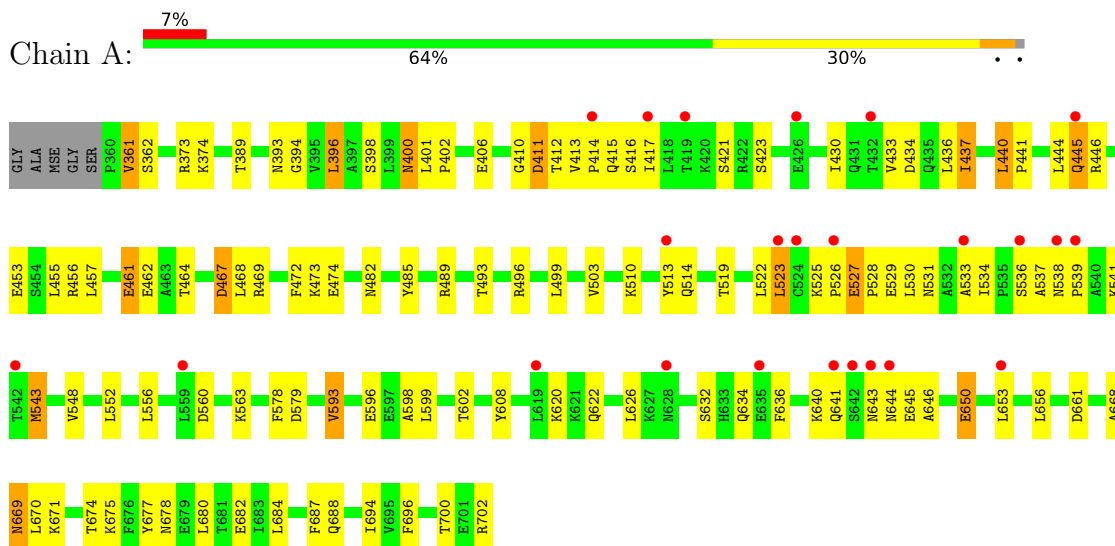 7%
Chain A:
64% 30% . .
GLY ALA MSE GLY SER P360 V361 S362 R373 K374 T389 N393 G394 V395 L396 A397 S398 L399 N400 L401 P402 E406 G410 D411 T412 V413 P414 Q415 S416 I417 L418 T419 K420 S421 R422 S423 E426 I430 Q431 T432 V433 D434 Q435 L436 I437 L440 P441 L444 Q445 R446
E453 S454 L455 R456 L457 E461 E462 A463 T464 D467 L468 R469 F472 K473 E474 N482 Y485 R489 T493 R496 L499 V503 K510 Y513 Q514 T519 L522 L523 C524 K525 P526 E527 P528 E529 L530 N531 A532 A533 I534 P535 S536 A537 N538 P539 A540 K541
T542 M543 V548 L552 L556 L559 D560 K563 F578 D579 V593 E596 E597 A598 L599 T602 Y608 L619 K620 K621 Q622 L626 K627 N628 S632 H633 Q634 E635 F636 K640 Q641 S642 N643 N644 E645 A646 E650 L653 L656 D661 A668
N669 L670 K671 T674 K675 F676 Y677 N678 E679 L680 T681 E682 I683 L684 F687 Q688 I694 V695 F696 T700 E701 R702